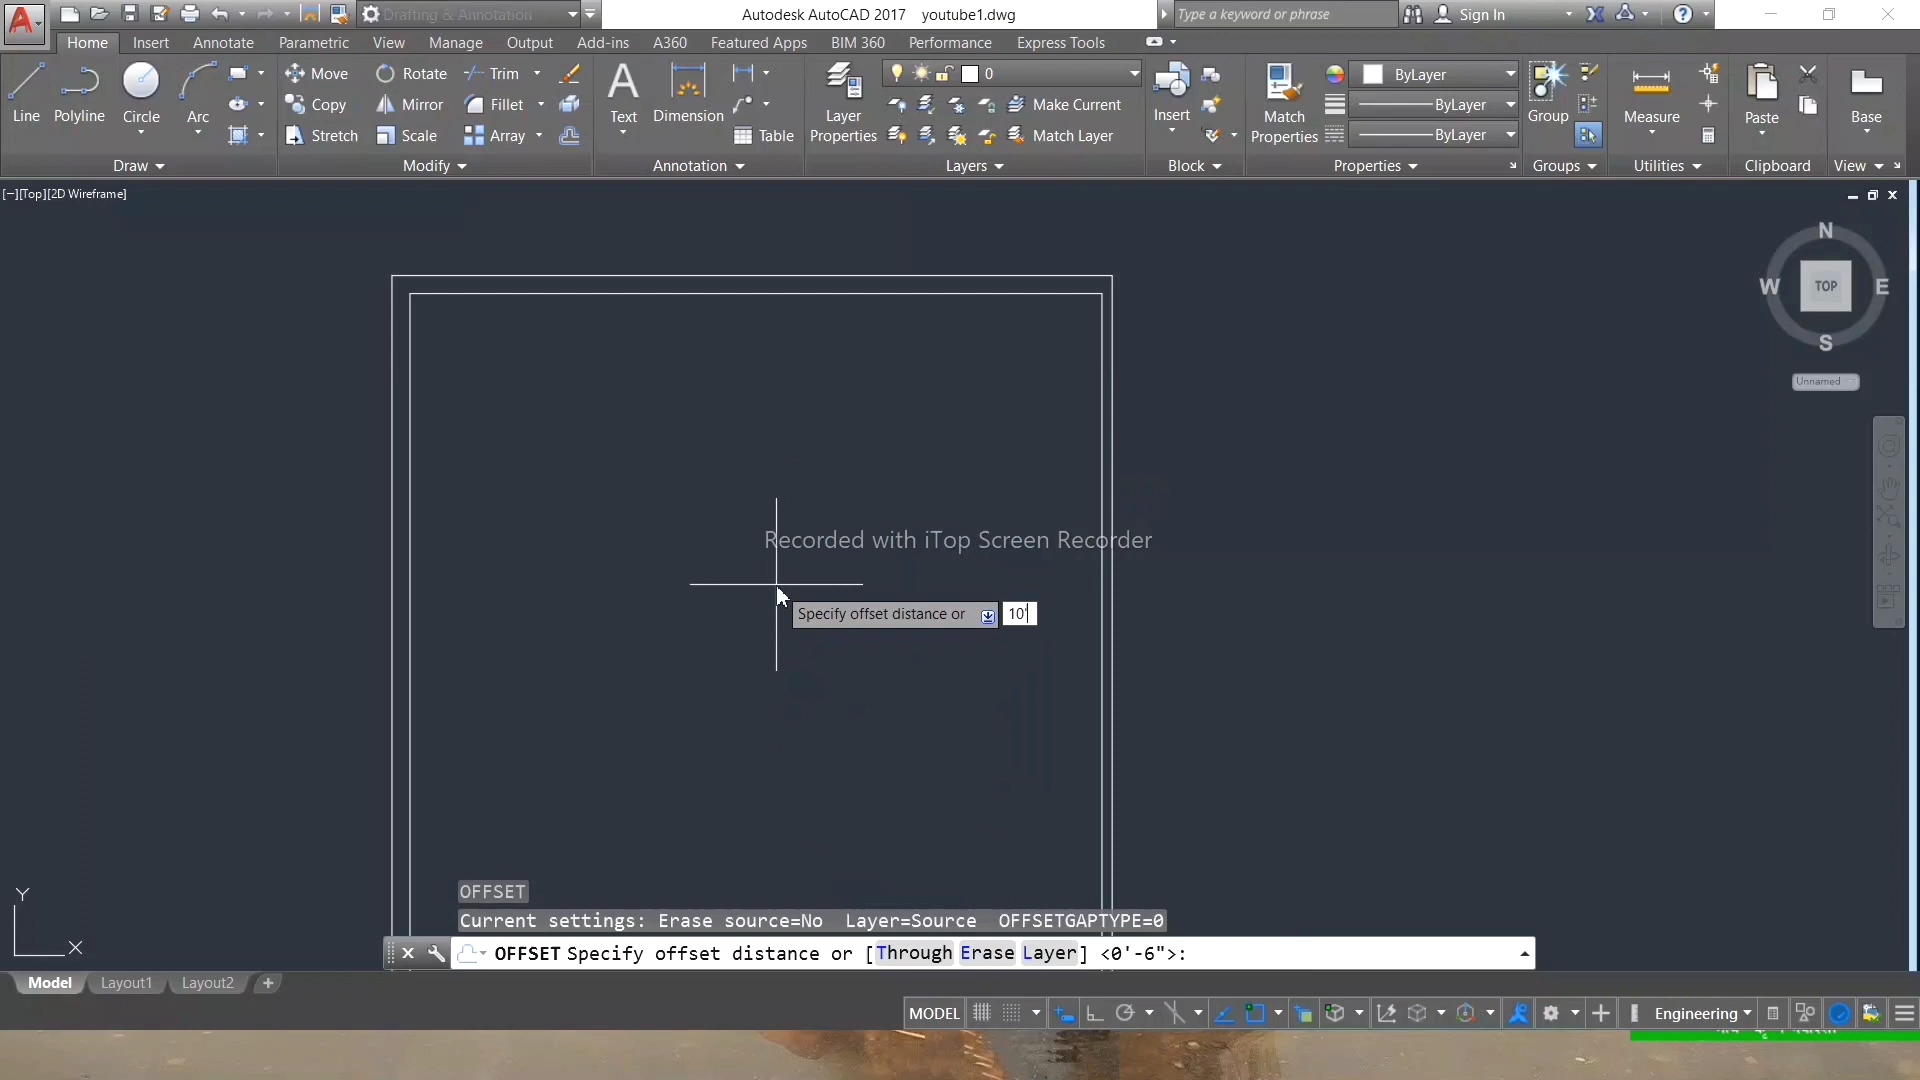 Drafting & Annotation
Autodesk AutoCAD 2017 youtube1.dwg
Type a keyword or phrase
Sign In
Home Insert Annotate Parametric View Manage Output Add-ins A360 Featured Apps BIM 360 Performance Express Tools
Line Polyline Circle Arc
Move Rotate Trim
Copy Mirror Fillet
Stretch Scale Array
Text Dimension Table
Layer Properties
0
Make Current
Match Layer
Insert
Match Properties
ByLayer
ByLayer
ByLayer
Group Measure Paste Base
Draw Modify Annotation Layers Block Properties Groups Utilities Clipboard View
[−][Top][2D Wireframe]
N
W TOP E
S
Unnamed
Recorded with iTop Screen Recorder
Specify offset distance or 10'
OFFSET
Current settings: Erase source=No Layer=Source OFFSETGAPTYPE=0
OFFSET Specify offset distance or [Through Erase Layer] <0'-6">:
Y
X
Model Layout1 Layout2 +
MODEL Engineering